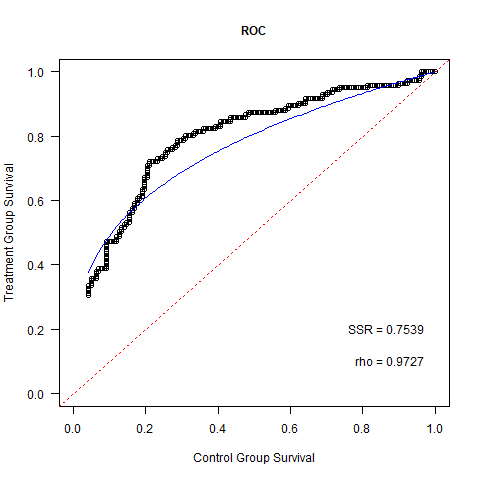 ROC
Treatment Group Survival
1.0
0.8
0.6
0.4
0.2
0.0
SSR = 0.7539
rho = 0.9727
0.0 0.2 0.4 0.6 0.8 1.0
Control Group Survival